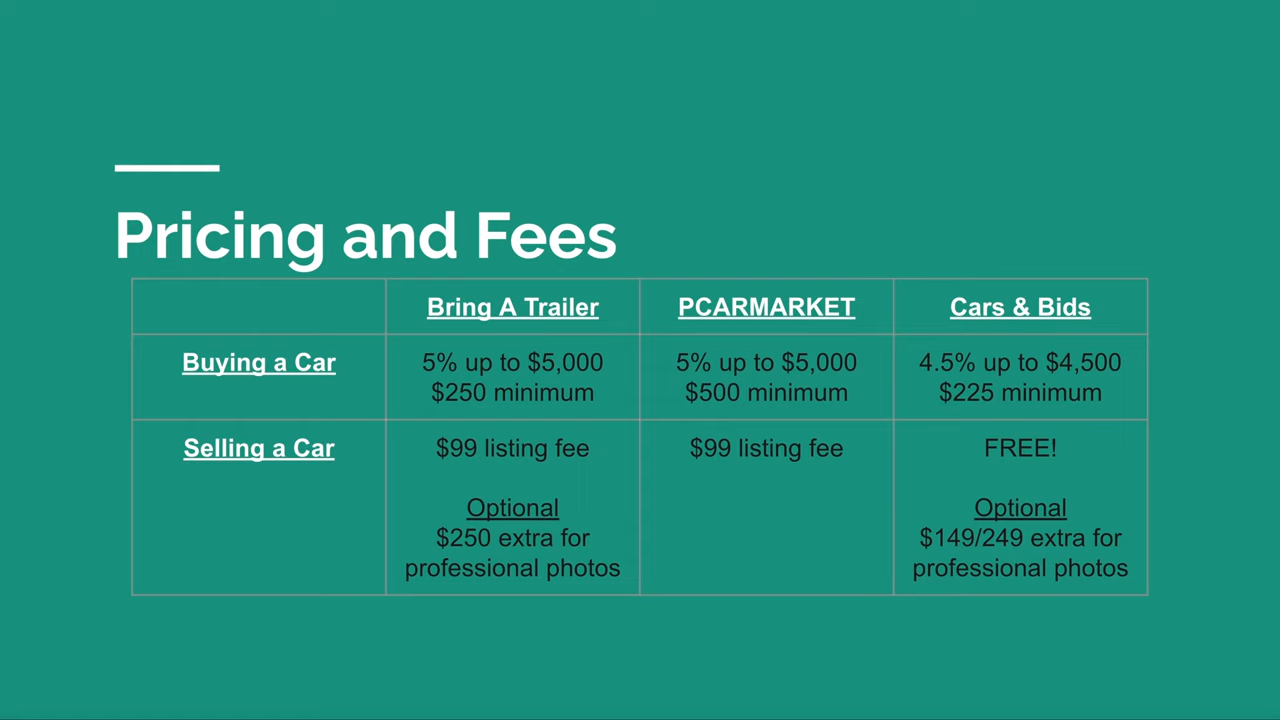 Pricing and Fees
Bring A Trailer
PCARMARKET
Cars & Bids
Buying a Car
5% up to $5,000
$250 minimum
5% up to $5,000
$500 minimum
4.5% up to $4,500
$225 minimum
Selling a Car
$99 listing fee
Optional
$250 extra for
professional photos
$99 listing fee
FREE!
Optional
$149/249 extra for
professional photos